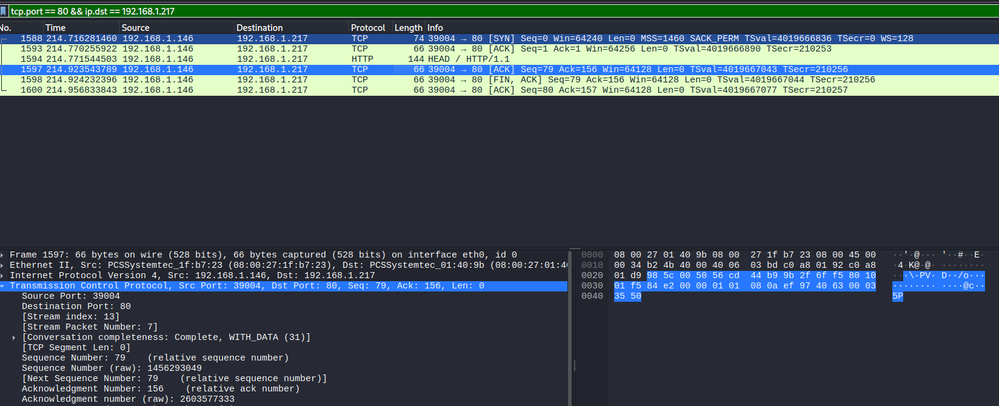 tcp.port == 80 && ip.dst == 192.168.1.217
No. Time Source Destination Protocol Length Info
1588 214.716281460 192.168.1.146 192.168.1.217 TCP 74 39004 → 80 [SYN] Seq=0 Win=64240 Len=0 MSS=1460 SACK_PERM TSval=4019666836 TSecr=0 WS=128
1593 214.770255922 192.168.1.146 192.168.1.217 TCP 66 39004 → 80 [ACK] Seq=1 Ack=1 Win=64256 Len=0 TSval=4019666890 TSecr=210253
1594 214.771544503 192.168.1.146 192.168.1.217 HTTP 144 HEAD / HTTP/1.1
1597 214.923543789 192.168.1.146 192.168.1.217 TCP 66 39004 → 80 [ACK] Seq=79 Ack=156 Win=64128 Len=0 TSval=4019667043 TSecr=210256
1598 214.924232396 192.168.1.146 192.168.1.217 TCP 66 39004 → 80 [FIN, ACK] Seq=79 Ack=156 Win=64128 Len=0 TSval=4019667044 TSecr=210256
1600 214.956833843 192.168.1.146 192.168.1.217 TCP 66 39004 → 80 [ACK] Seq=80 Ack=157 Win=64128 Len=0 TSval=4019667077 TSecr=210257
Frame 1597: 66 bytes on wire (528 bits), 66 bytes captured (528 bits) on interface eth0, id 0
Ethernet II, Src: PCSSystemtec_1f:b7:23 (08:00:27:1f:b7:23), Dst: PCSSystemtec_01:40:9b (08:00:27:01:4
Internet Protocol Version 4, Src: 192.168.1.146, Dst: 192.168.1.217
Transmission Control Protocol, Src Port: 39004, Dst Port: 80, Seq: 79, Ack: 156, Len: 0
Source Port: 39004
Destination Port: 80
[Stream index: 13]
[Stream Packet Number: 7]
[Conversation completeness: Complete, WITH_DATA (31)]
[TCP Segment Len: 0]
Sequence Number: 79 (relative sequence number)
Sequence Number (raw): 1456293049
[Next Sequence Number: 79 (relative sequence number)]
Acknowledgment Number: 156 (relative ack number)
Acknowledgment number (raw): 2603577333
0000 08 00 27 01 40 9b 08 00 27 1f b7 23 08 00 45 00 ··'·@··· '··#··E·
0010 00 34 b2 4b 40 00 40 06 03 bd c0 a8 01 92 c0 a8 ·4·K@·@· ········
0020 01 d9 98 5c 00 50 56 cd 44 b9 9b 2f 6f f5 80 10 ···\·PV· D··/o···
0030 01 f5 84 e2 00 00 01 01 08 0a ef 97 40 63 00 03 ········ ····@c··
0040 35 50 5P